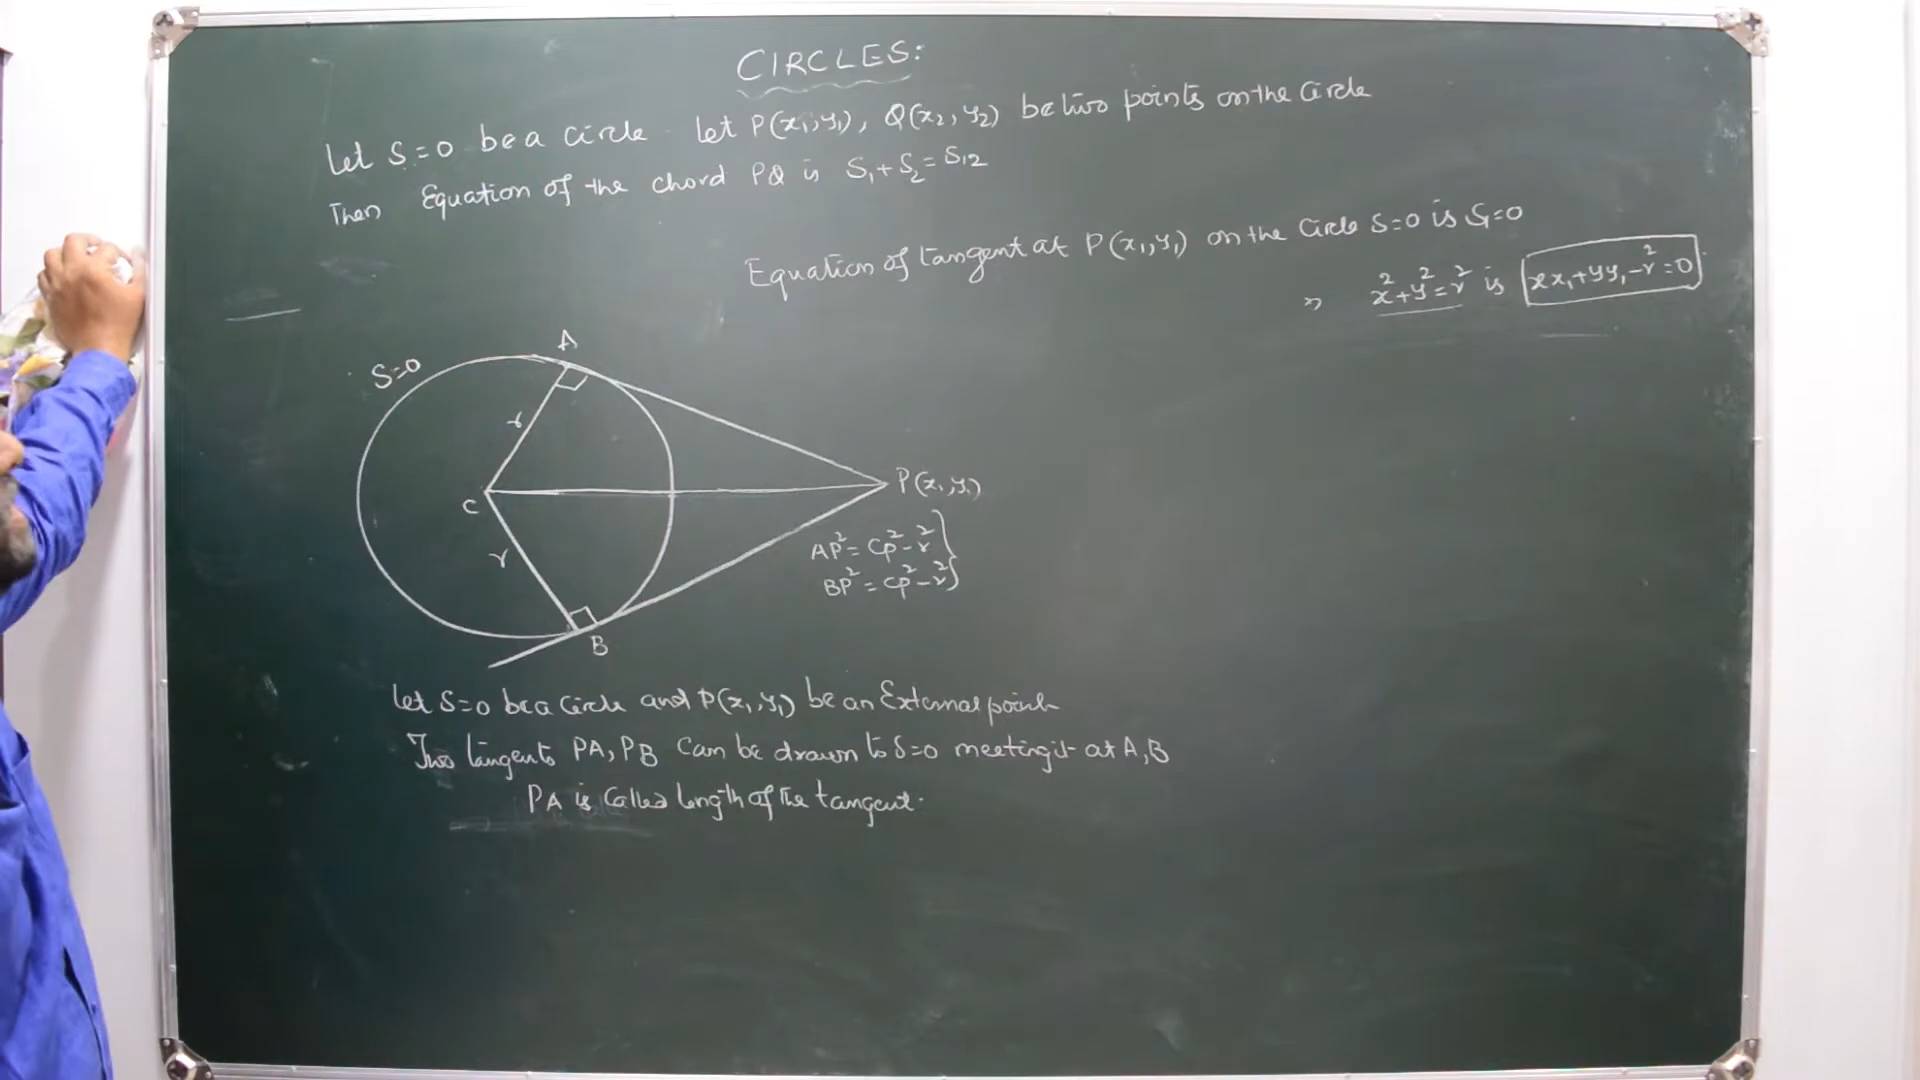 CIRCLES:
Let S=0 be a circle let P(x₁,y₁), Q(x₂,y₂) be two points on the circle
Then Equation of the chord PQ is S₁+S₂=S₁₂
Equation of tangent at P(x₁,y₁) on the Circle S=0 is S₁=0
" x²+y²=r² is xx₁+yy₁-r²=0
A
S=0
r
P(x₁,y₁)
C
AP²=CP²-r²
r
BP²=CP²-r²
B
Let S=0 be a Circle and P(x₁,y₁) be an External point
Two tangents PA, PB Can be drawn to S=0 meeting it at A,B
PA is Called length of the tangent.